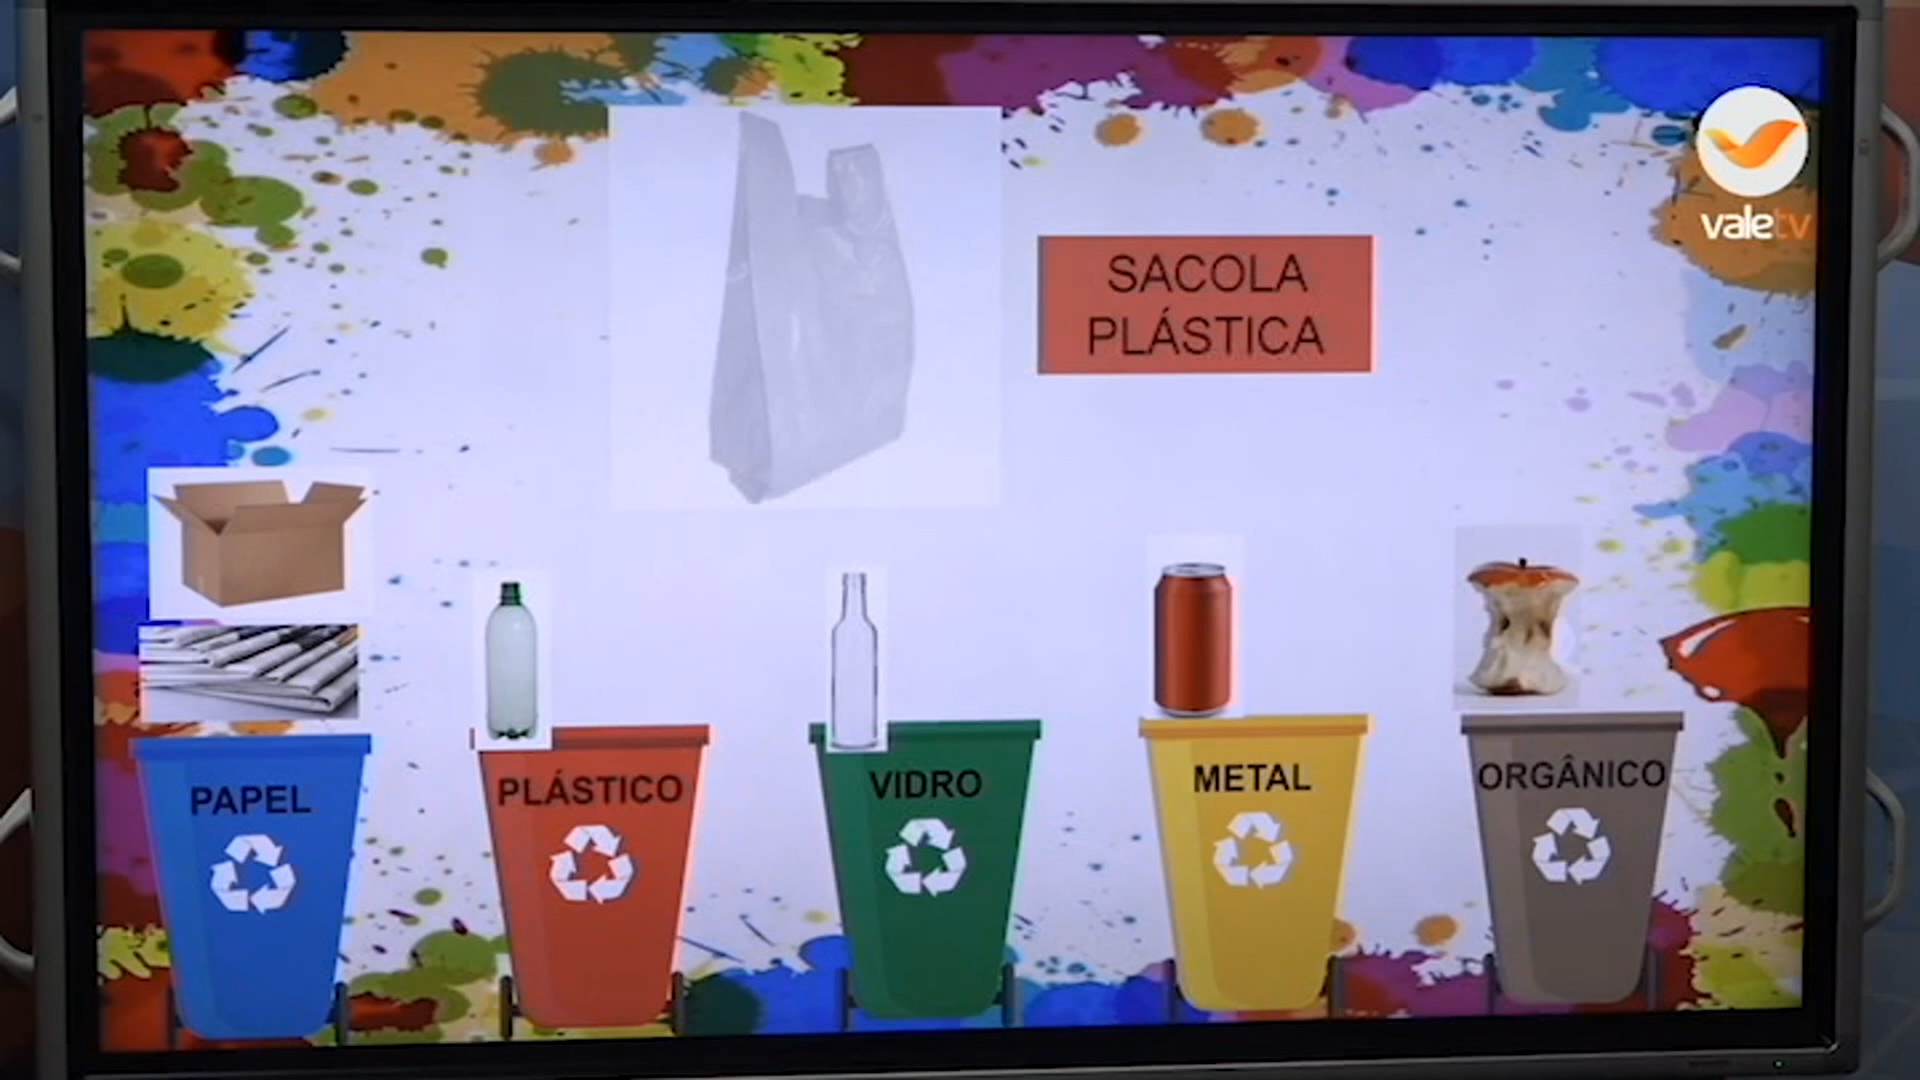 valetv
SACOLA
PLÁSTICA
PAPEL
PLÁSTICO
VIDRO
METAL
ORGÂNICO